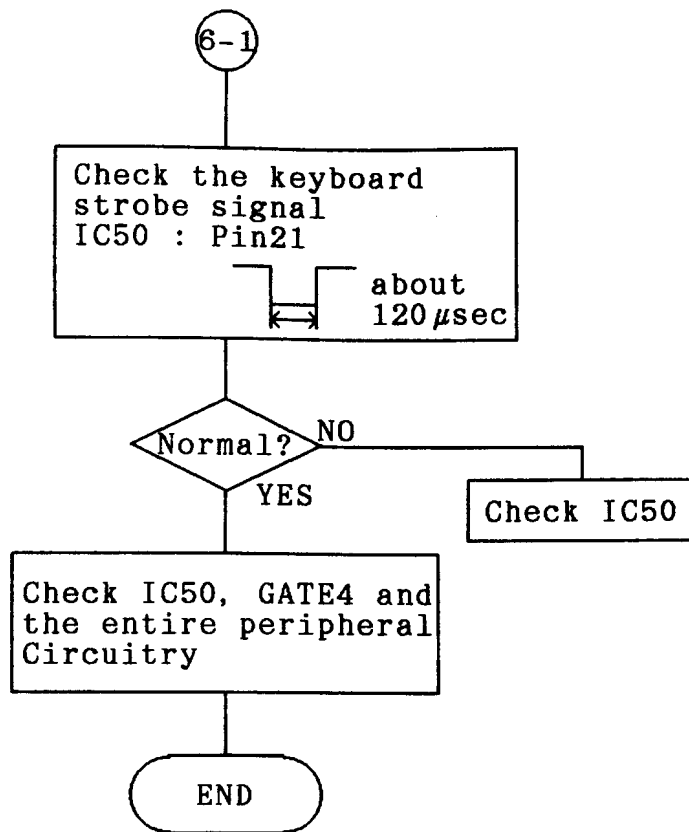 6-1
Check the keyboard
strobe signal
IC50 : Pin21
about
120μsec
Normal?
NO
YES
Check IC50
Check IC50, GATE4 and
the entire peripheral
Circuitry
END